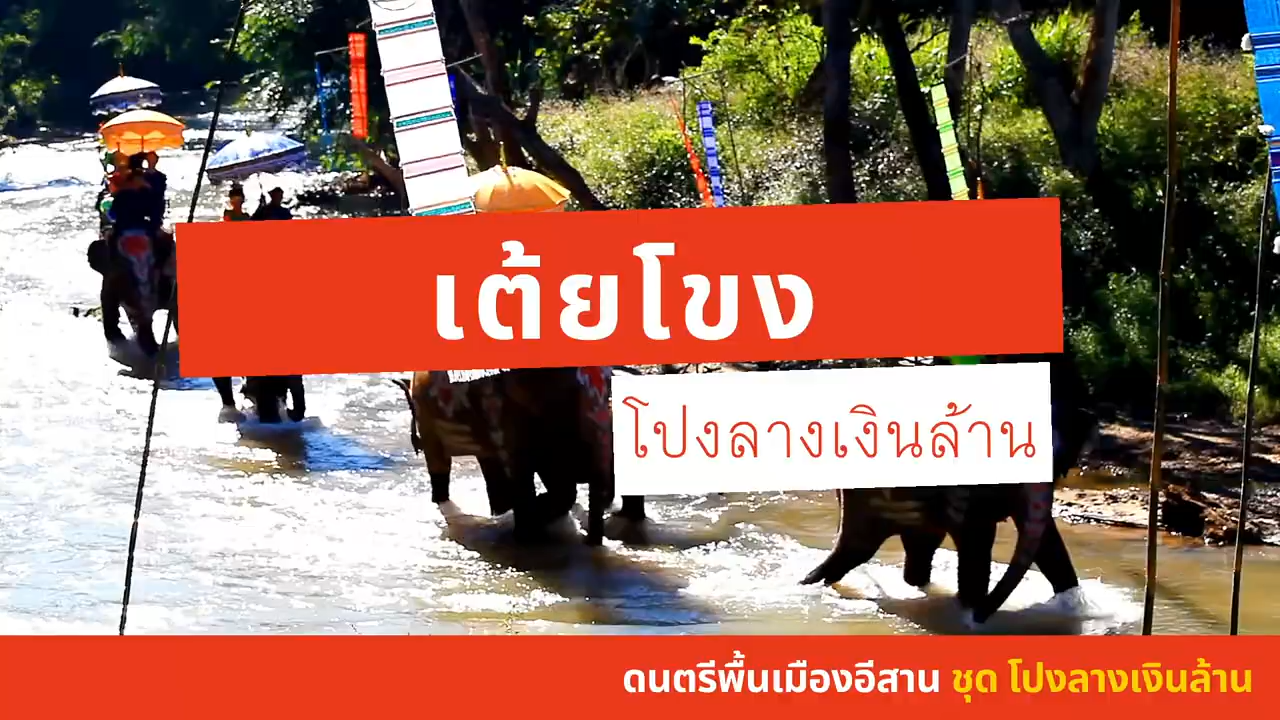 เต้ยโขง
โปงลางเงินล้าน
ดนตรีพื้นเมืองอีสาน ชุด โปงลางเงินล้าน